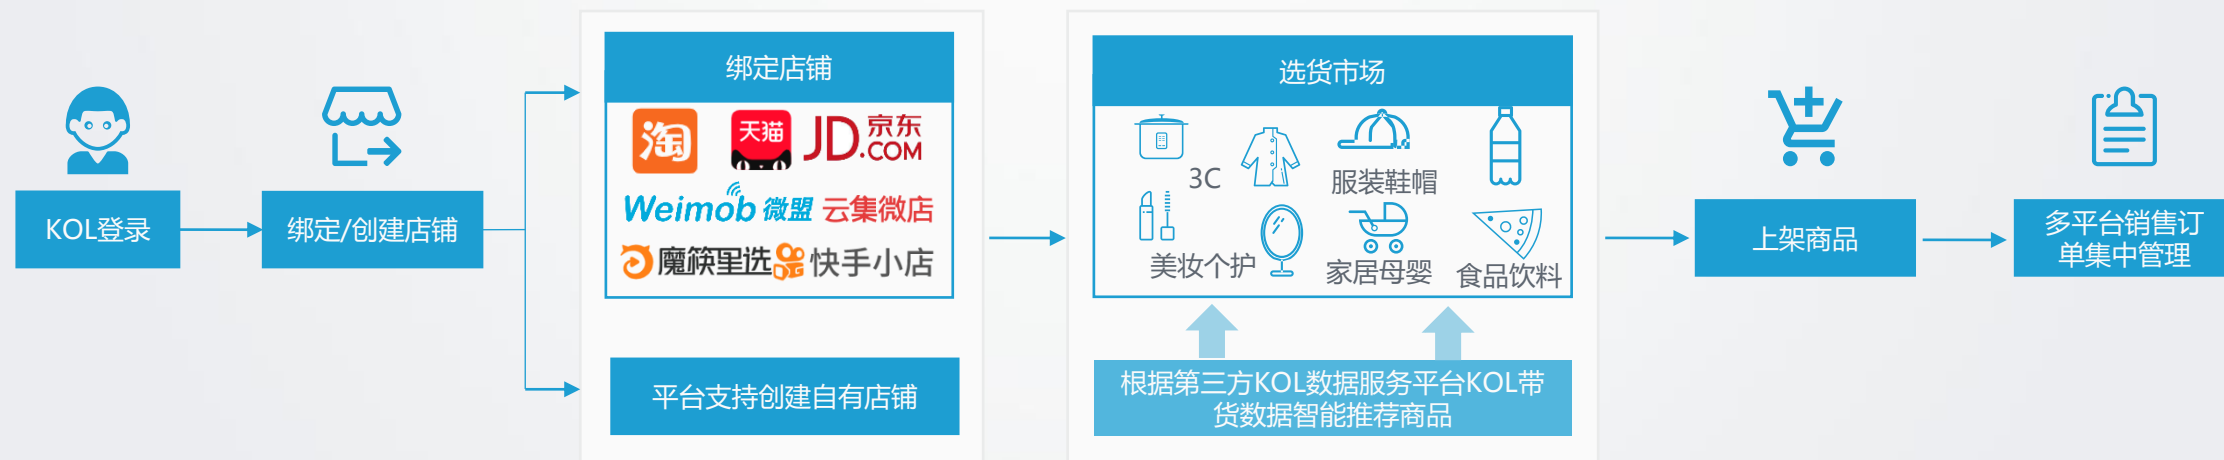 KOL登录
绑定/创建店铺
绑定店铺
淘
天猫
JD.COM 京东
Weimob 微盟 云集微店
魔筷星选 快手小店
平台支持创建自有店铺
选货市场
3C
服装鞋帽
美妆个护
家居母婴
食品饮料
根据第三方KOL数据服务平台KOL带
货数据智能推荐商品
上架商品
多平台销售订
单集中管理